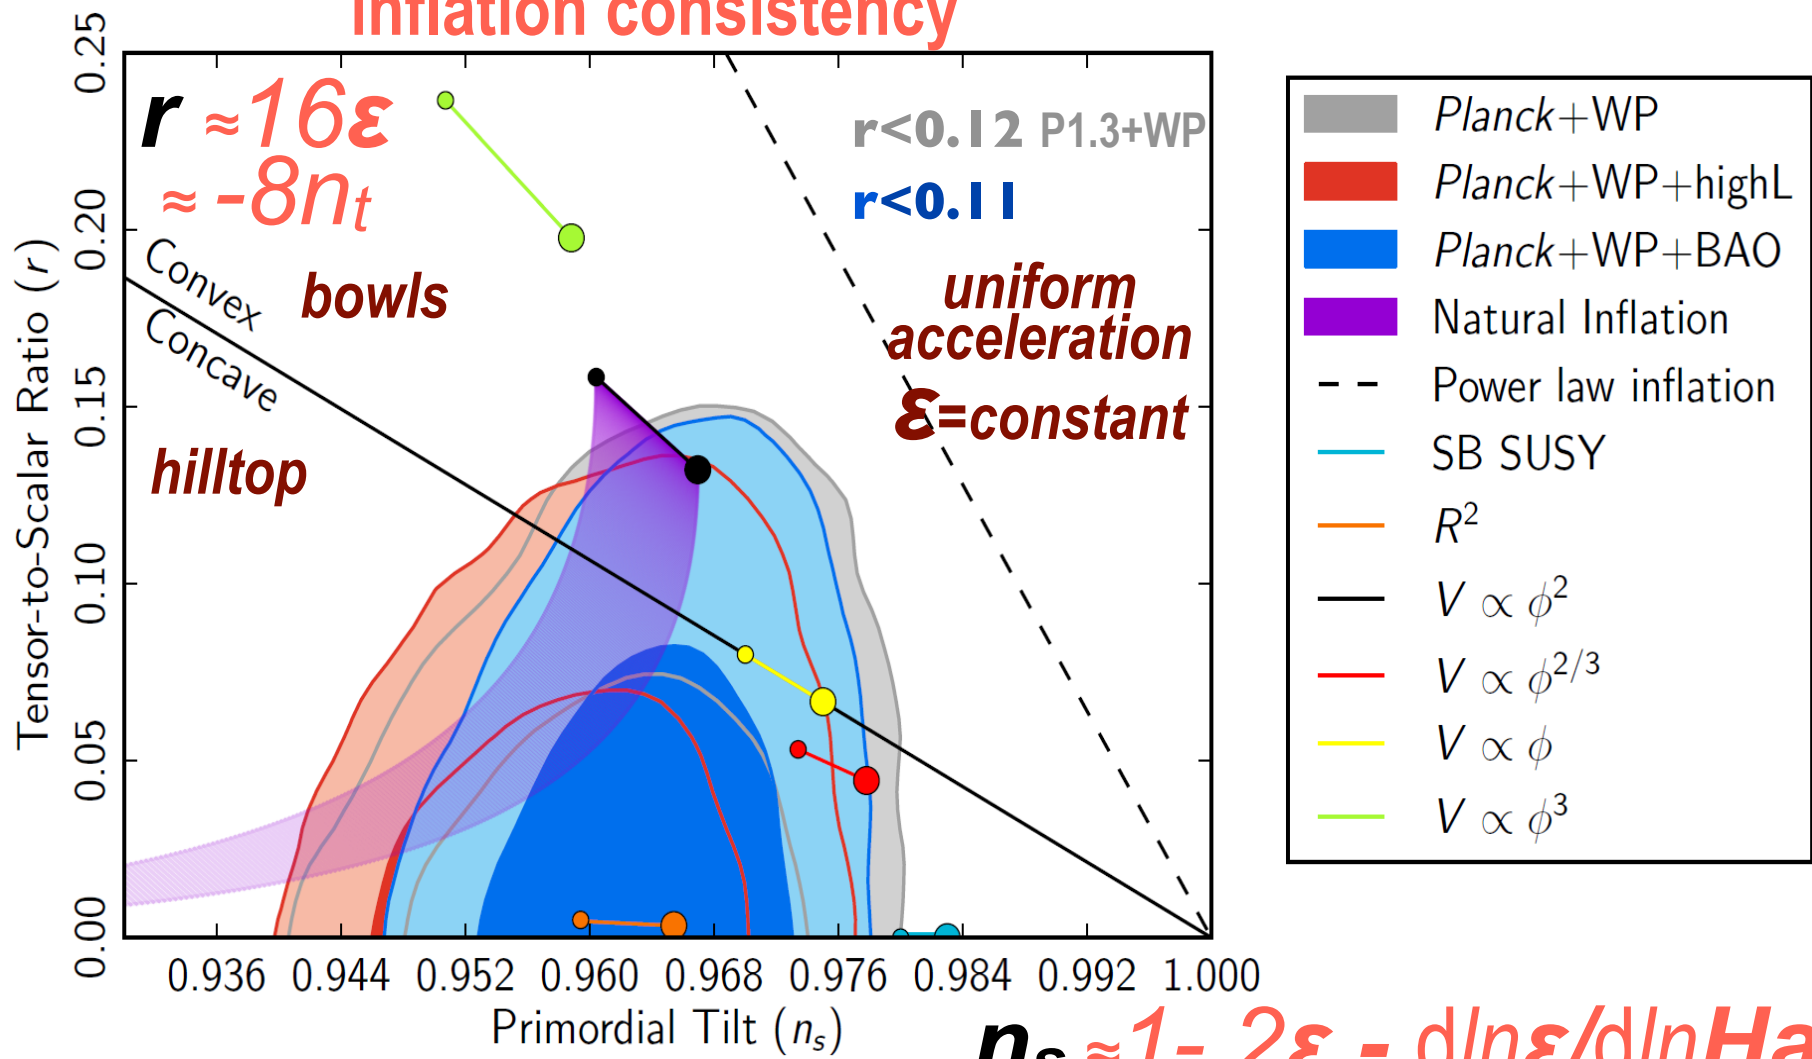 inflation consistency
r ≈16ε
≈ -8nt
r<0.12 P1.3+WP
r<0.11
Convex
Concave
bowls
hilltop
uniform
acceleration
ε=constant
Tensor-to-Scalar Ratio (r)
0.25
0.20
0.15
0.10
0.05
0.00
0.936 0.944 0.952 0.960 0.968 0.976 0.984 0.992 1.000
Primordial Tilt (ns)
Planck+WP
Planck+WP+highL
Planck+WP+BAO
Natural Inflation
Power law inflation
SB SUSY
R²
V ∝ ϕ²
V ∝ ϕ^2/3
V ∝ ϕ
V ∝ ϕ³
ns ≈1- 2ε - dlnε/dlnHa